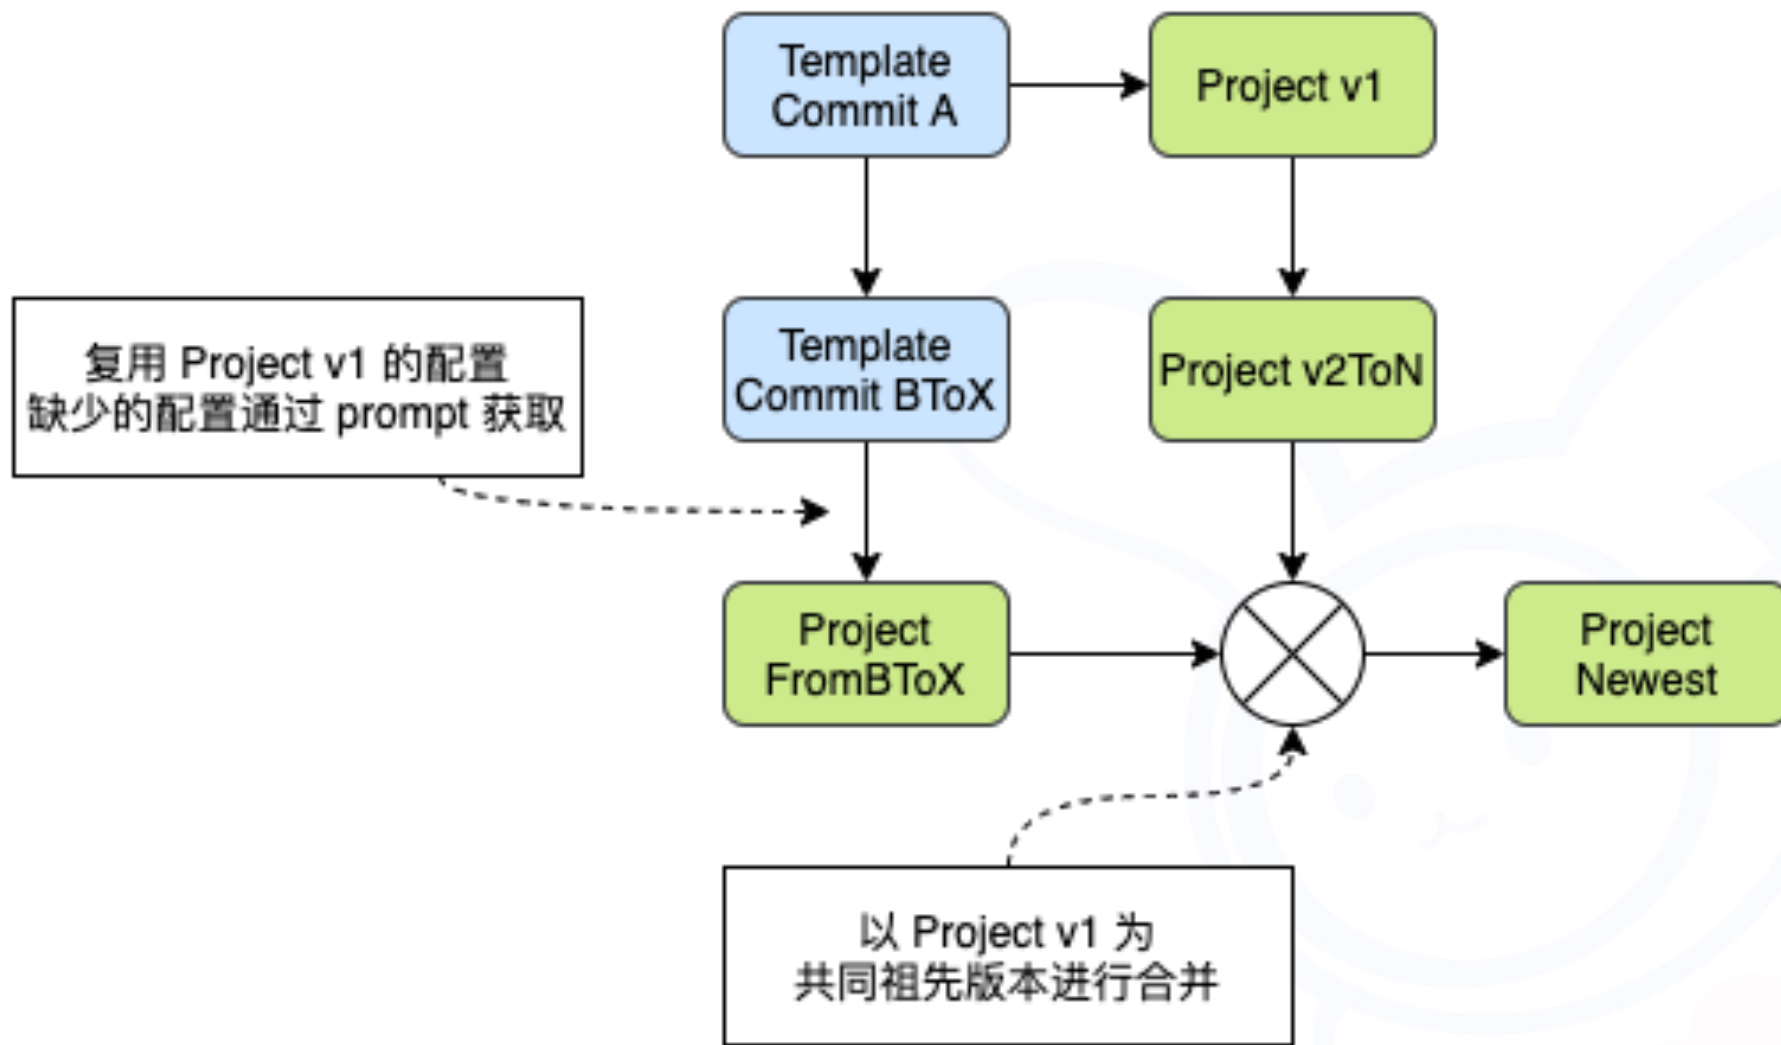 Template
Commit A
Project v1
复用 Project v1 的配置
缺少的配置通过 prompt 获取
Template
Commit BToX
Project v2ToN
Project
FromBToX
Project
Newest
以 Project v1 为
共同祖先版本进行合并